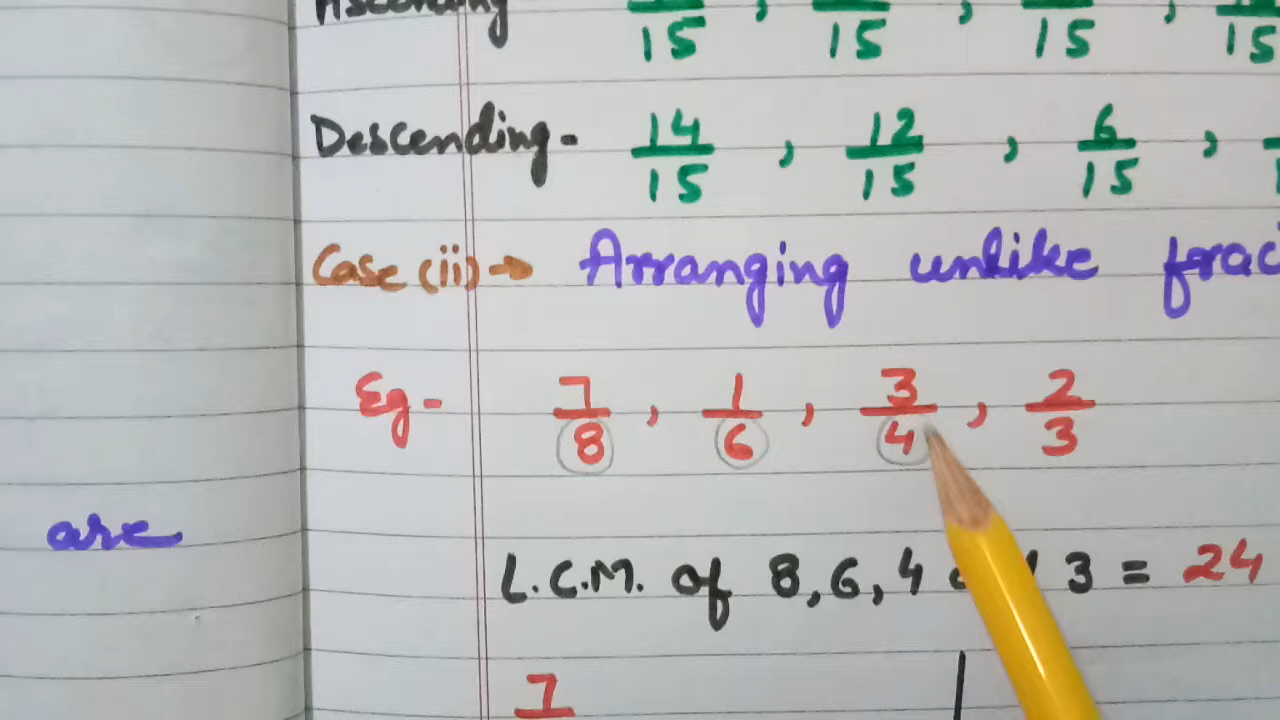 Ascending 15 , 15 , 15 , 15
Descending- 14/15 , 12/15 , 6/15 ,
Case (ii) → Arranging unlike frac
Eg- 7/8 , 1/6 , 3/4 , 2/3
are
L.C.M. of 8, 6, 4 3 = 24
7